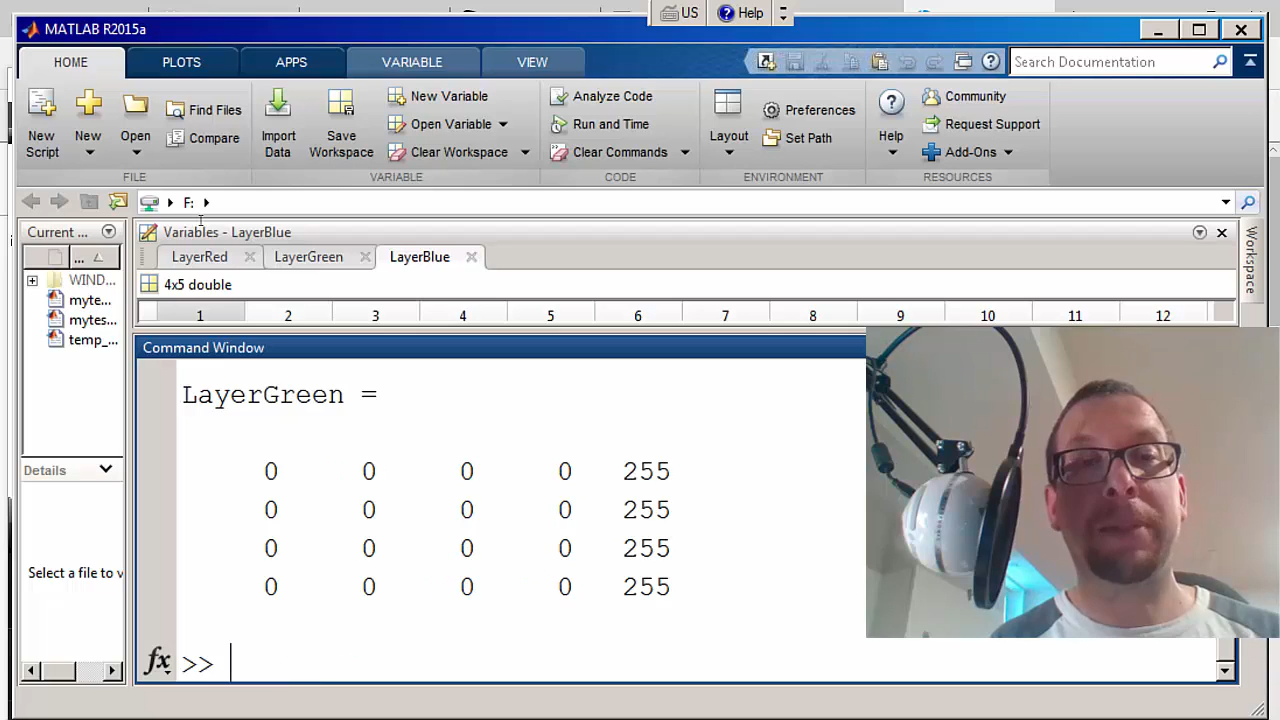 US Help
MATLAB R2015a
HOME PLOTS APPS VARIABLE VIEW Search Documentation
New Script
New
Open
Find Files
Compare
FILE
Import Data
Save Workspace
New Variable
Open Variable
Clear Workspace
VARIABLE
Analyze Code
Run and Time
Clear Commands
CODE
Layout
Preferences
Set Path
ENVIRONMENT
Help
Community
Request Support
Add-Ons
RESOURCES
F:
Current ...
...
WIND...
myte...
mytes...
temp_...
Details
Select a file to v
Variables - LayerBlue
LayerRed LayerGreen LayerBlue
4x5 double
1 2 3 4 5 6 7 8 9 10 11 12
Workspace
Command Window
LayerGreen =
0 0 0 0 255
0 0 0 0 255
0 0 0 0 255
0 0 0 0 255
fx >>